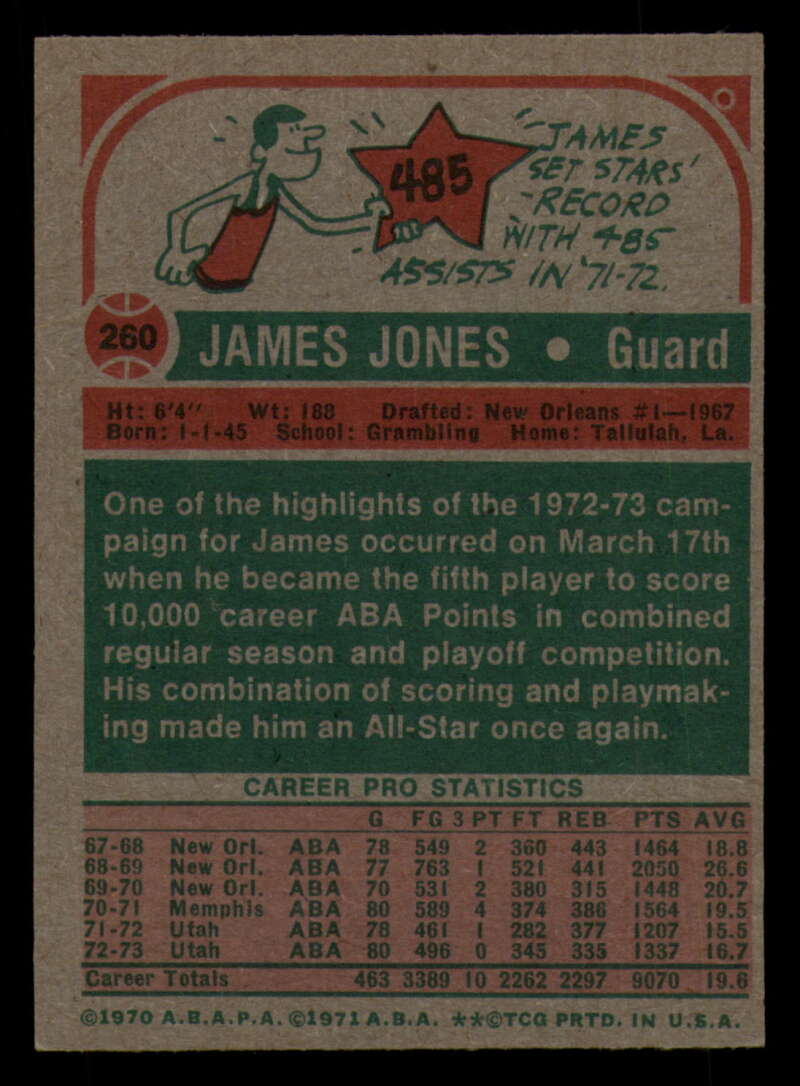 485
"JAMES
SET STARS'
RECORD
WITH 485
ASSISTS IN '71-72.
260 JAMES JONES • Guard
Ht: 6'4" Wt: 188 Drafted: New Orleans #1—1967
Born: 1-1-45 School: Grambling Home: Tallulah, La.
One of the highlights of the 1972-73 cam-
paign for James occurred on March 17th
when he became the fifth player to score
10,000 career ABA Points in combined
regular season and playoff competition.
His combination of scoring and playmak-
ing made him an All-Star once again.
CAREER PRO STATISTICS
G FG 3 PT FT REB PTS AVG
67-68 New Orl. ABA 78 549 2 360 443 1464 18.8
68-69 New Orl. ABA 77 763 1 521 441 2050 26.6
69-70 New Orl. ABA 70 531 2 380 315 1448 20.7
70-71 Memphis ABA 80 589 4 374 386 1564 19.5
71-72 Utah ABA 78 461 1 282 377 1207 15.5
72-73 Utah ABA 80 496 0 345 335 1337 16.7
Career Totals 463 3389 10 2262 2297 9070 19.6
©1970 A.B.A.P.A. ©1971 A.B.A. **©TCG PRTD. IN U.S.A.